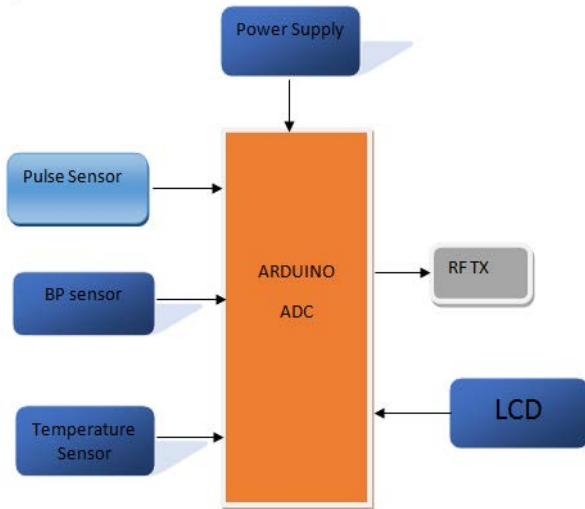 Power Supply
Pulse Sensor
BP sensor
Temperature
Sensor
ARDUINO
ADC
RF TX
LCD